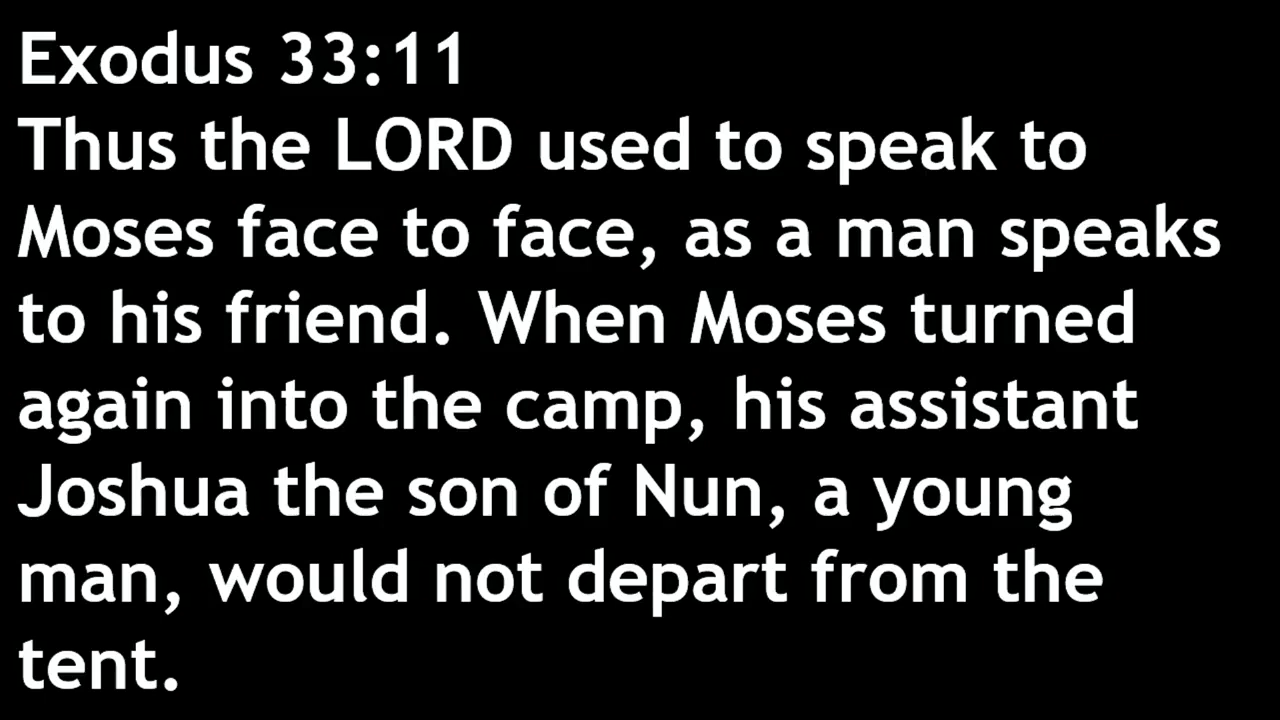 Exodus 33:11
Thus the LORD used to speak to
Moses face to face, as a man speaks
to his friend. When Moses turned
again into the camp, his assistant
Joshua the son of Nun, a young
man, would not depart from the
tent.